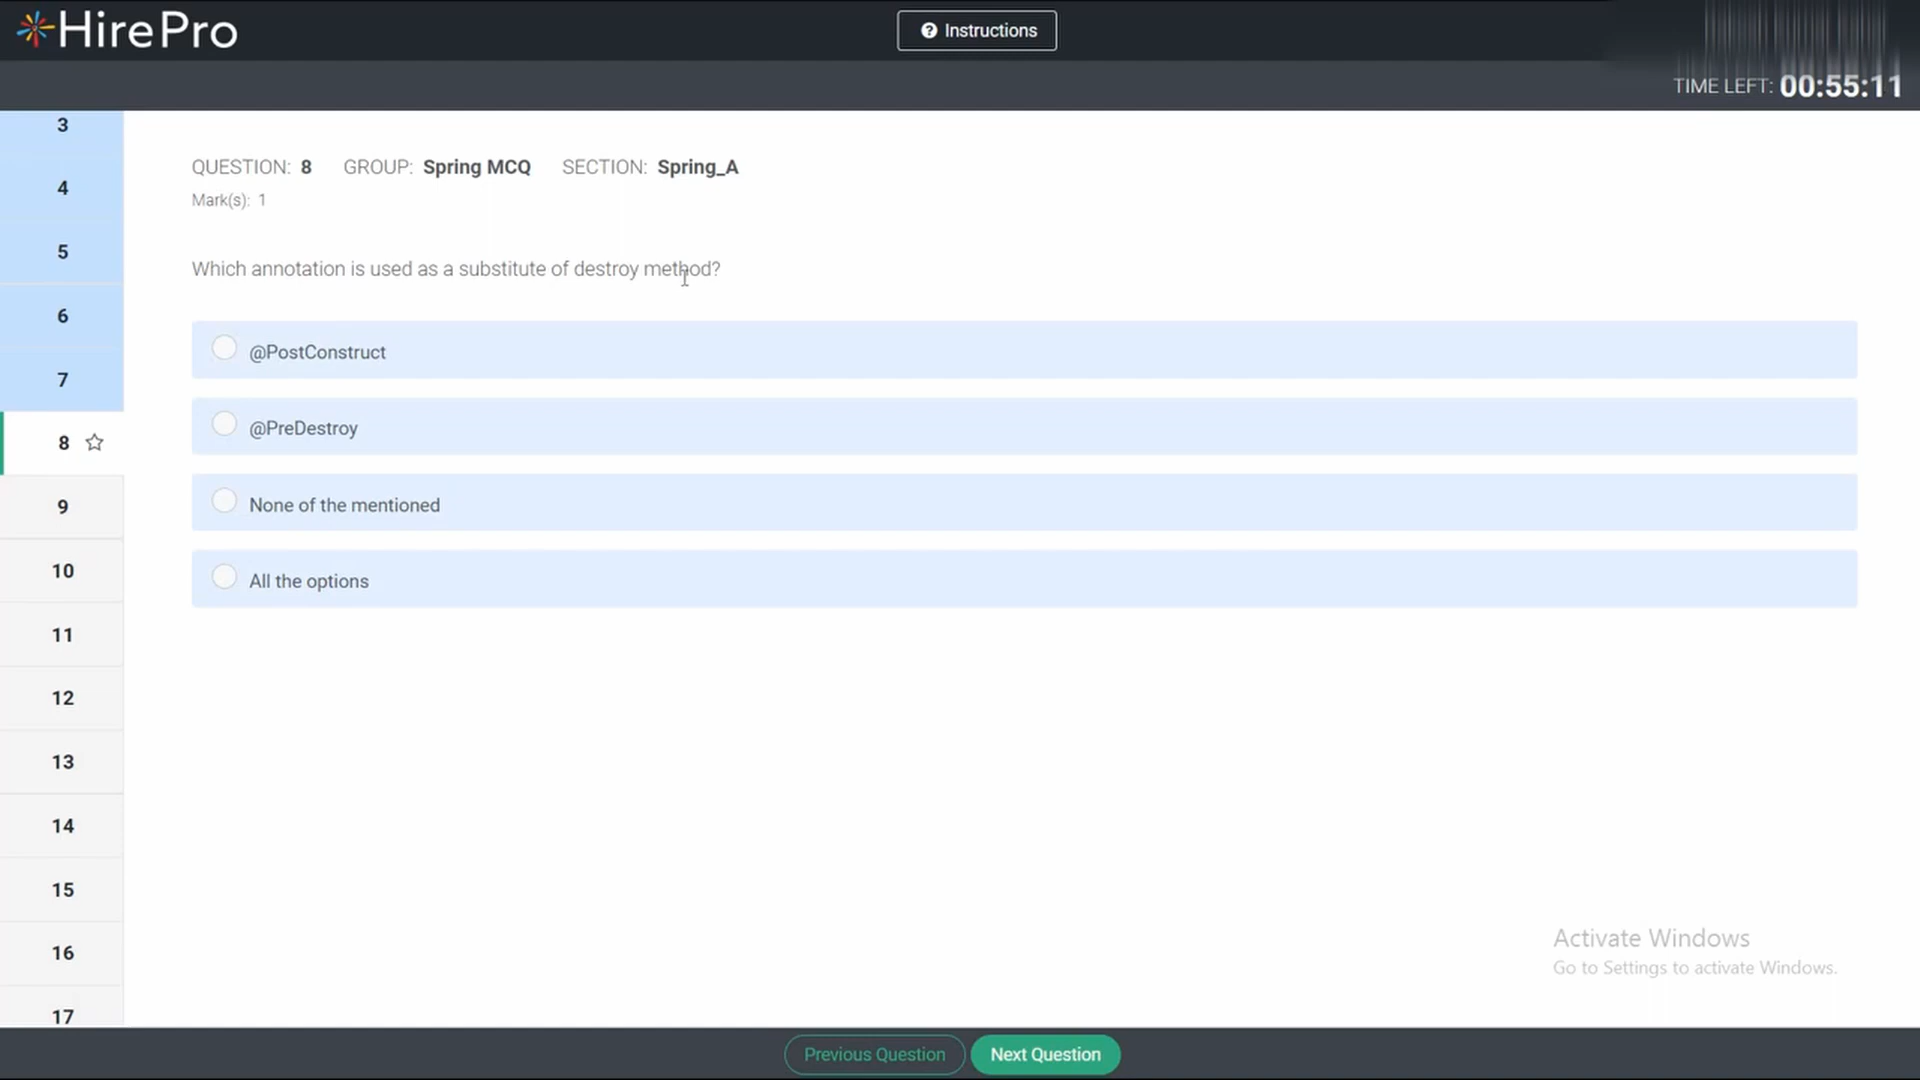 HirePro
Instructions
TIME LEFT: 00:55:11
3
4
5
6
7
8
9
10
11
12
13
14
15
16
17
QUESTION: 8 GROUP: Spring MCQ SECTION: Spring_A
Mark(s): 1
Which annotation is used as a substitute of destroy method?
@PostConstruct
@PreDestroy
None of the mentioned
All the options
Activate Windows
Go to Settings to activate Windows.
Previous Question
Next Question